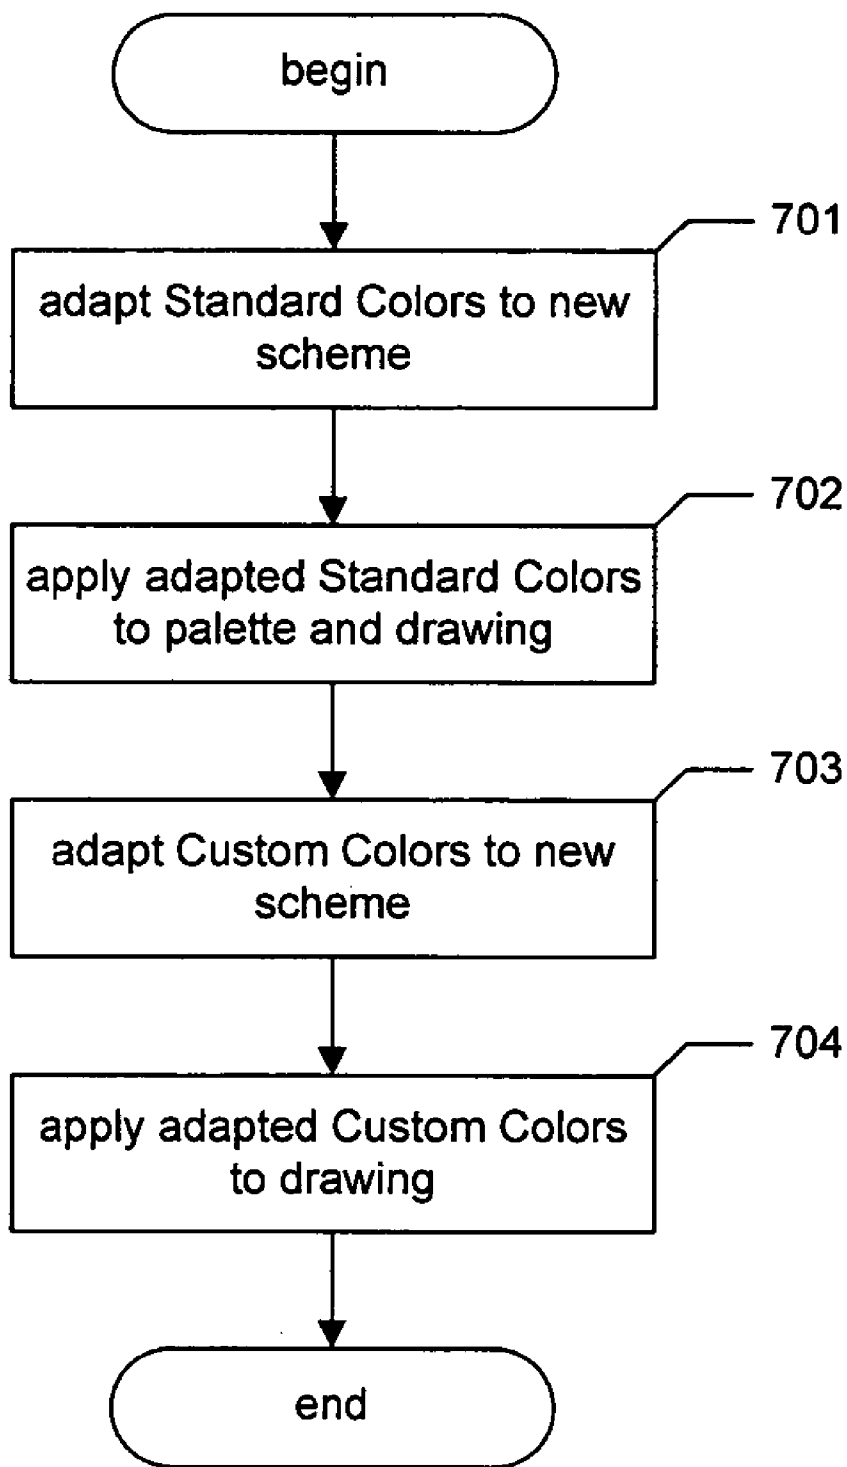 begin
701
adapt Standard Colors to new
scheme
702
apply adapted Standard Colors
to palette and drawing
703
adapt Custom Colors to new
scheme
704
apply adapted Custom Colors
to drawing
end